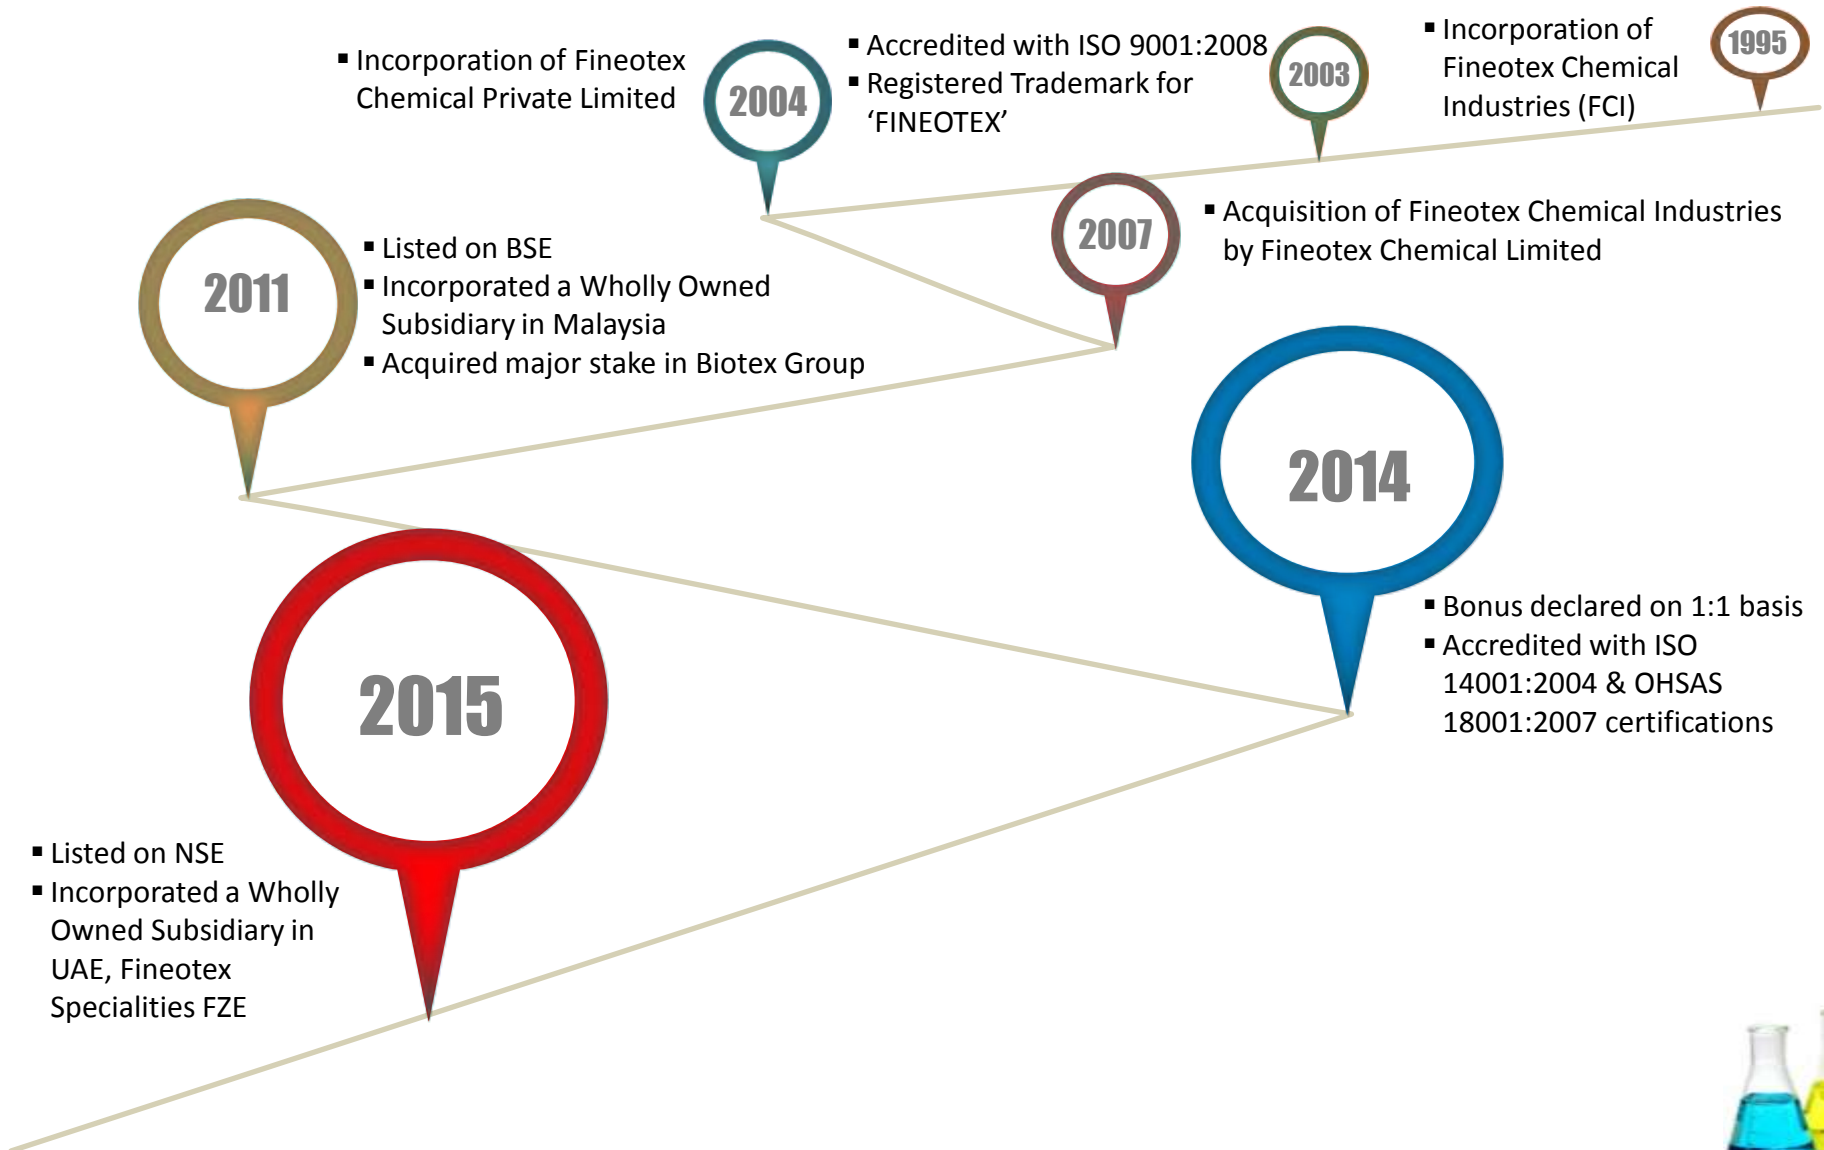 ▪ Incorporation of Fineotex
Chemical Private Limited
2004
▪ Accredited with ISO 9001:2008
▪ Registered Trademark for
‘FINEOTEX’
2003
▪ Incorporation of
Fineotex Chemical
Industries (FCI)
1995
2011
▪ Listed on BSE
▪ Incorporated a Wholly Owned
Subsidiary in Malaysia
▪ Acquired major stake in Biotex Group
2007
▪ Acquisition of Fineotex Chemical Industries
by Fineotex Chemical Limited
2014
▪ Bonus declared on 1:1 basis
▪ Accredited with ISO
14001:2004 & OHSAS
18001:2007 certifications
2015
▪ Listed on NSE
▪ Incorporated a Wholly
Owned Subsidiary in
UAE, Fineotex
Specialities FZE